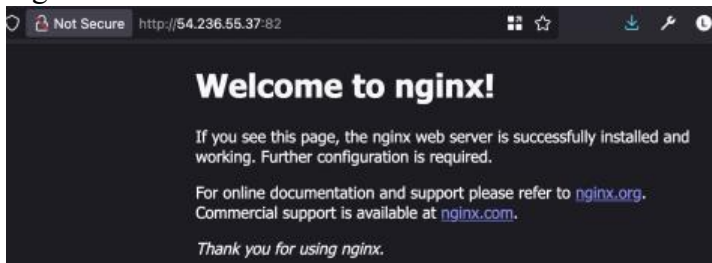 Not Secure http://54.236.55.37:82
Welcome to nginx!
If you see this page, the nginx web server is successfully installed and
working. Further configuration is required.
For online documentation and support please refer to nginx.org.
Commercial support is available at nginx.com.
Thank you for using nginx.